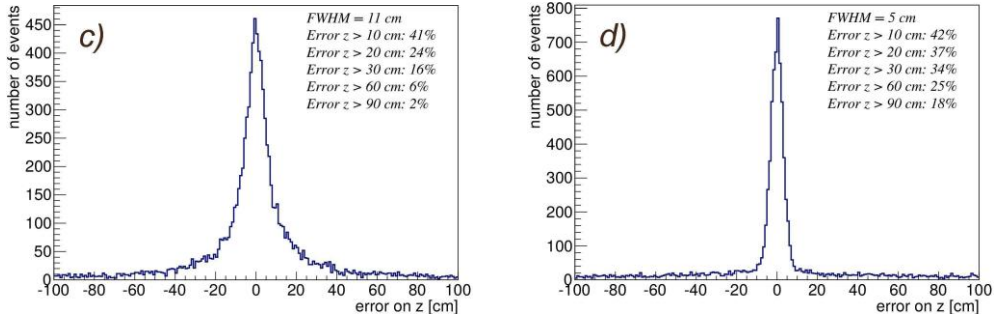 c)
FWHM = 11 cm
Error z > 10 cm: 41%
Error z > 20 cm: 24%
Error z > 30 cm: 16%
Error z > 60 cm: 6%
Error z > 90 cm: 2%
number of events
450
400
350
300
250
200
150
100
50
0
-100 -80 -60 -40 -20 0 20 40 60 80 100
error on z [cm]
d)
FWHM = 5 cm
Error z > 10 cm: 42%
Error z > 20 cm: 37%
Error z > 30 cm: 34%
Error z > 60 cm: 25%
Error z > 90 cm: 18%
number of events
800
700
600
500
400
300
200
100
0
-100 -80 -60 -40 -20 0 20 40 60 80 100
error on z [cm]